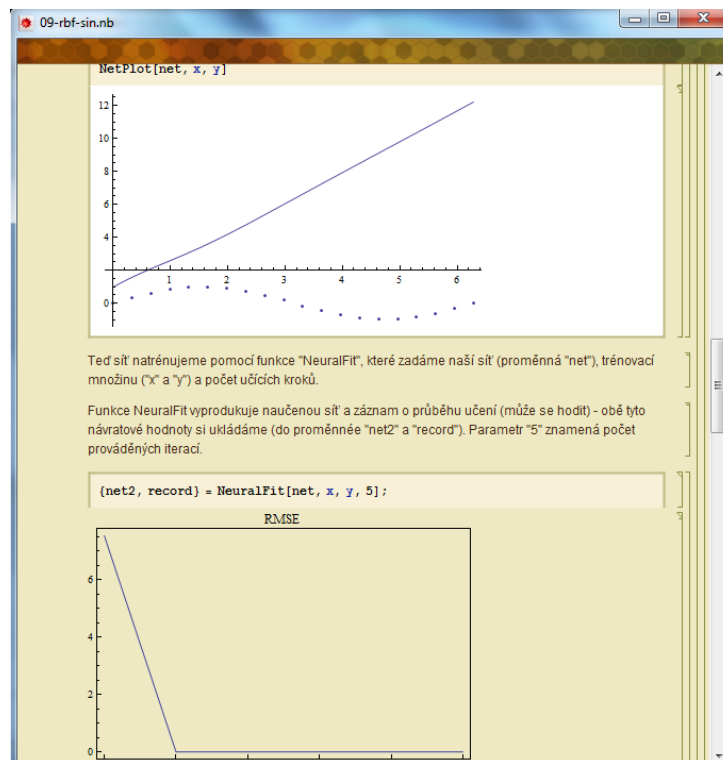 09-rbf-sin.nb
NetPlot[net, x, y]
12
10
8
6
4
1 2 3 4 5 6
0
Teď síť natrénujeme pomocí funkce "NeuralFit", které zadáme naší síť (proměnná "net"), trénovací
množinu ("x" a "y") a počet učících kroků.
Funkce NeuralFit vyprodukuje naučenou síť a záznam o průběhu učení (může se hodit) - obě tyto
návratové hodnoty si ukládáme (do proměnnée "net2" a "record"). Parametr "5" znamená počet
prováděných iterací.
{net2, record} = NeuralFit[net, x, y, 5];
RMSE
6
4
2
0